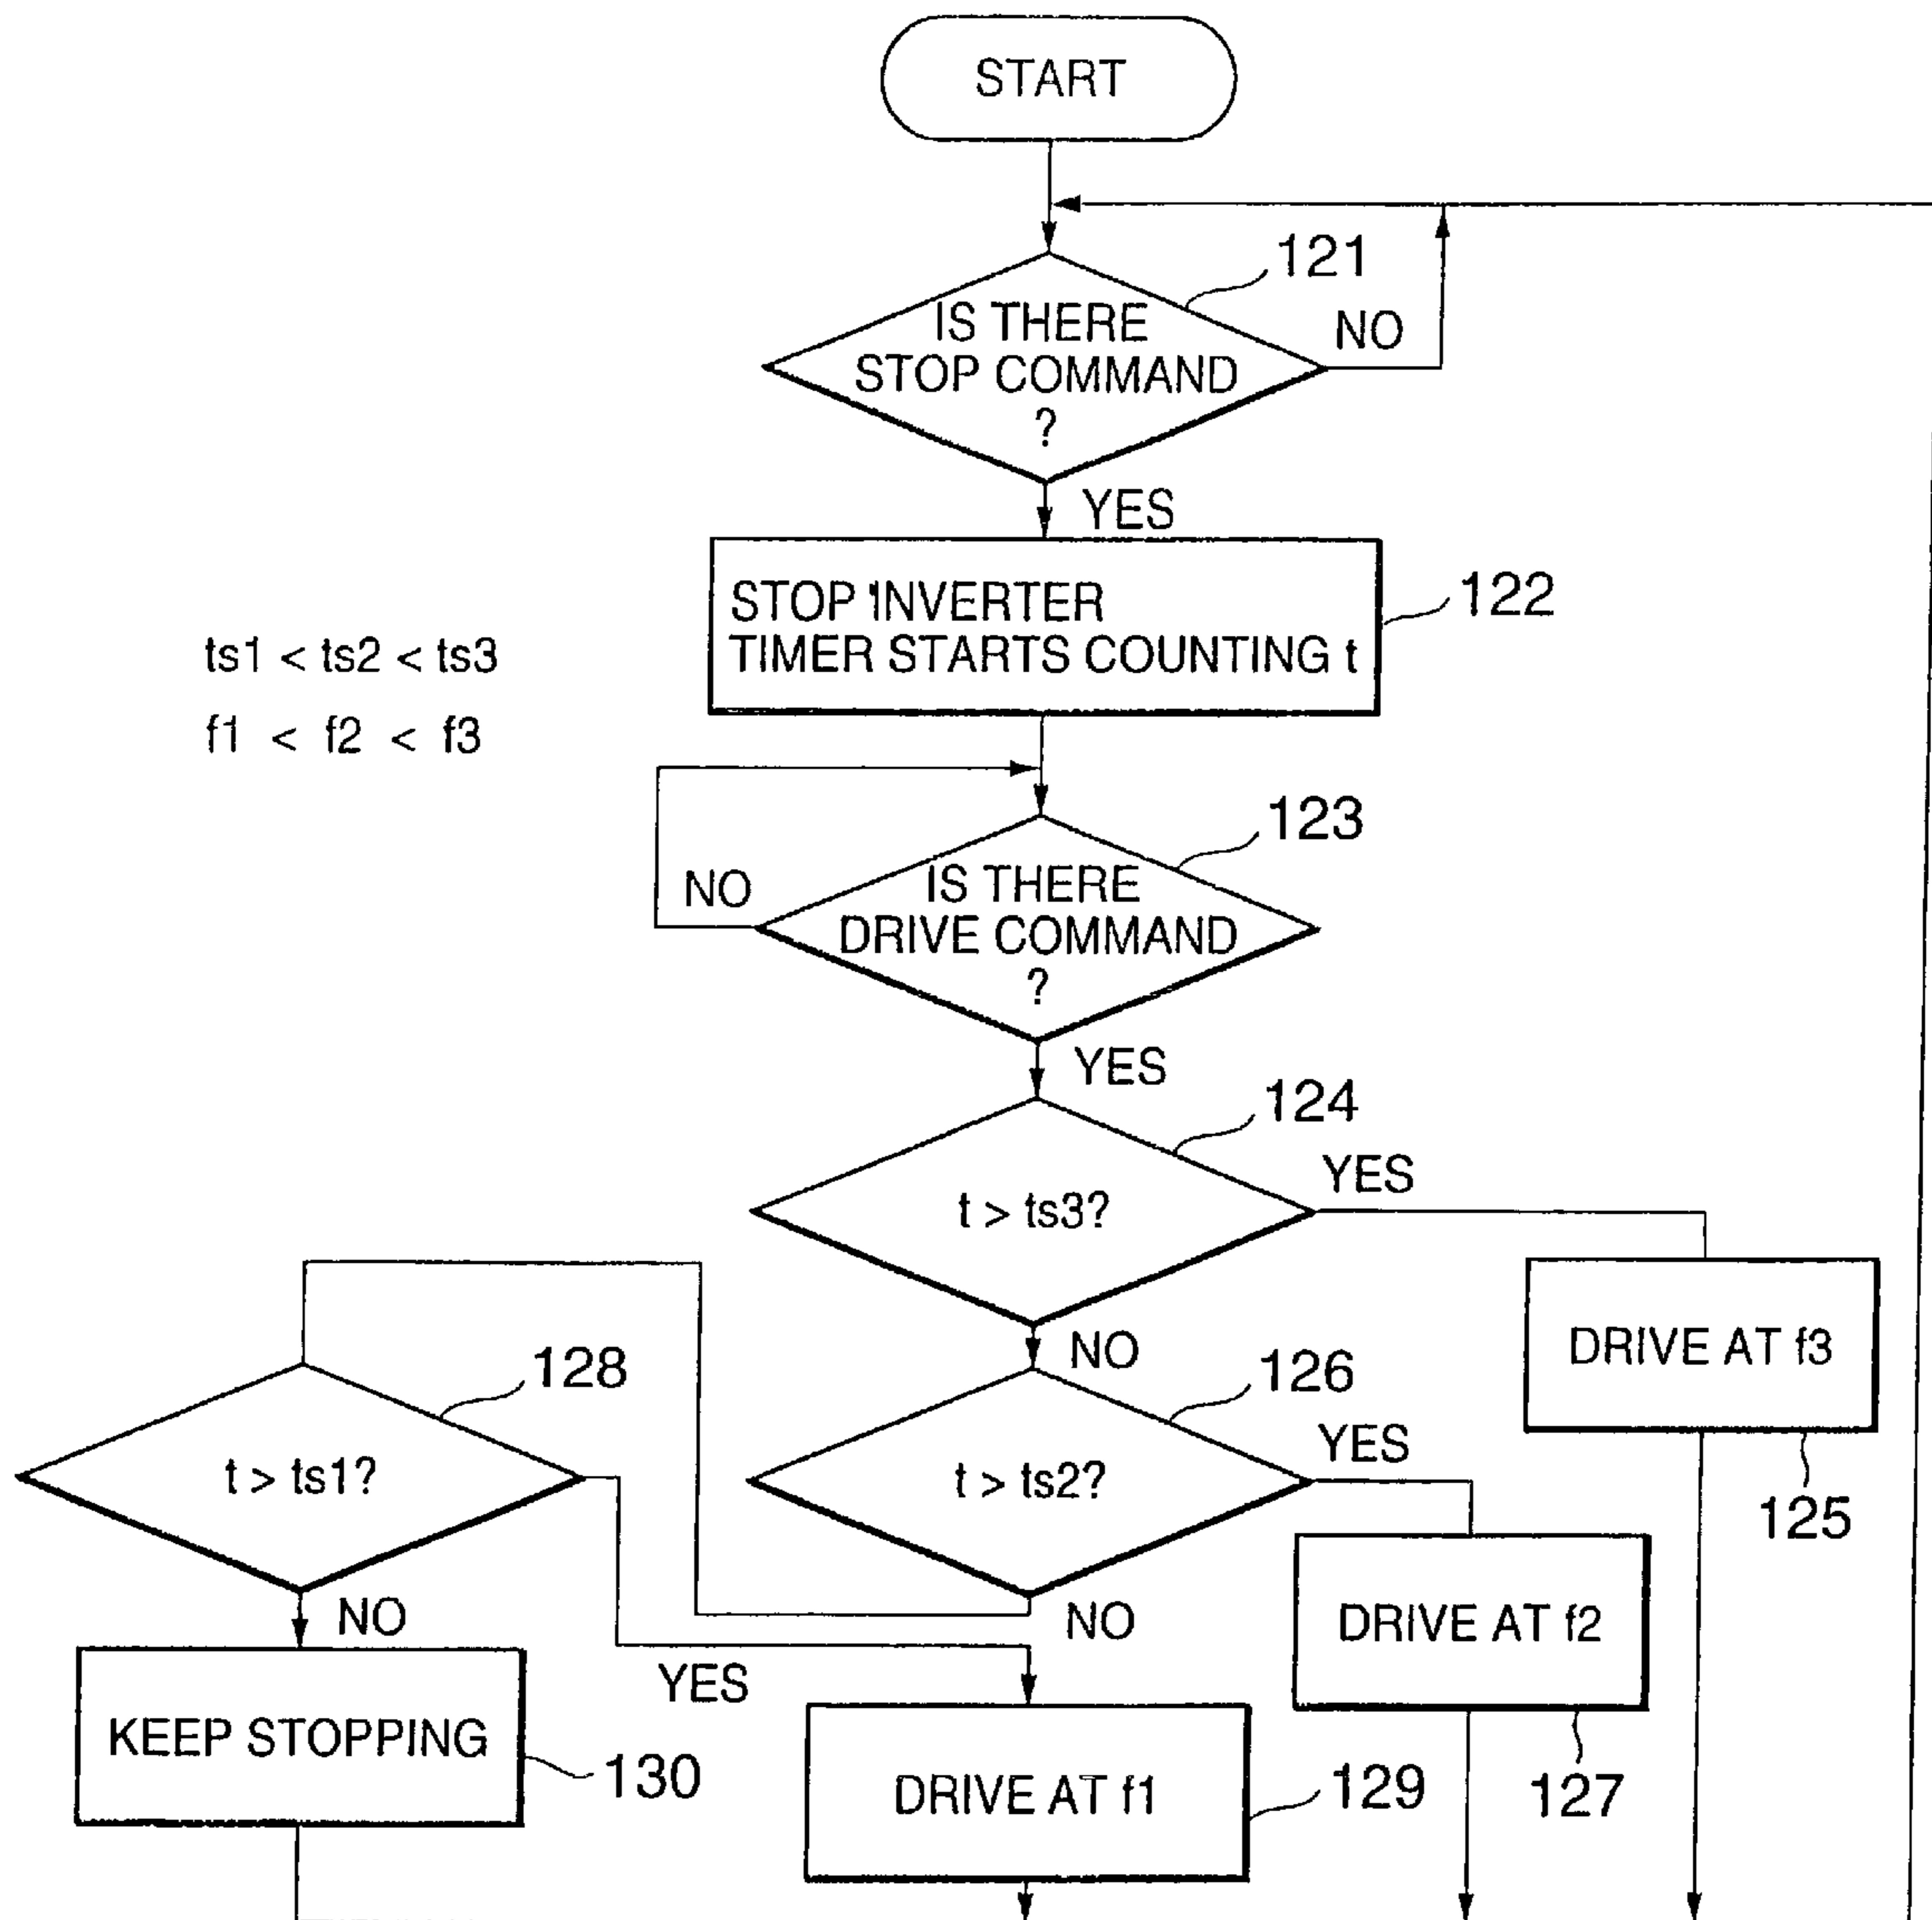 START
121
IS THERE
STOP COMMAND
?
NO
YES
STOP INVERTER
TIMER STARTS COUNTING t
122
ts1 < ts2 < ts3
f1 < f2 < f3
123
IS THERE
DRIVE COMMAND
?
NO
YES
124
t > ts3?
YES
NO
DRIVE AT f3
125
128
t > ts1?
126
t > ts2?
YES
NO
DRIVE AT f2
127
NO
YES
KEEP STOPPING
130
DRIVE AT f1
129